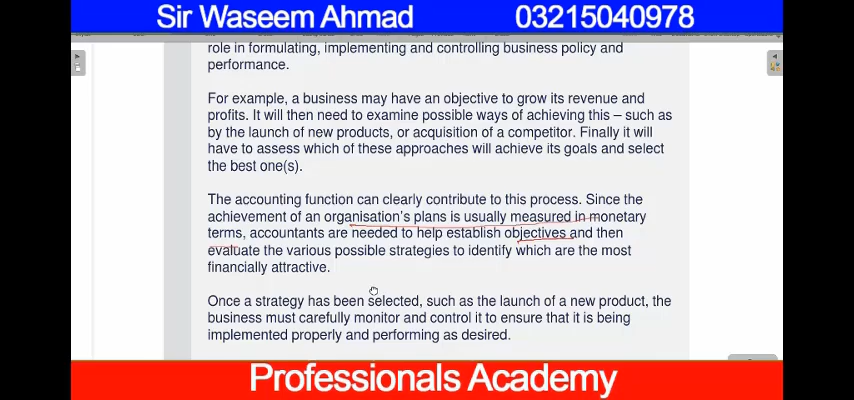 Sir Waseem Ahmad 03215040978
role in formulating, implementing and controlling business policy and
performance.
For example, a business may have an objective to grow its revenue and
profits. It will then need to examine possible ways of achieving this – such as
by the launch of new products, or acquisition of a competitor. Finally it will
have to assess which of these approaches will achieve its goals and select
the best one(s).
The accounting function can clearly contribute to this process. Since the
achievement of an organisation's plans is usually measured in monetary
terms, accountants are needed to help establish objectives and then
evaluate the various possible strategies to identify which are the most
financially attractive.
Once a strategy has been selected, such as the launch of a new product, the
business must carefully monitor and control it to ensure that it is being
implemented properly and performing as desired.
Professionals Academy